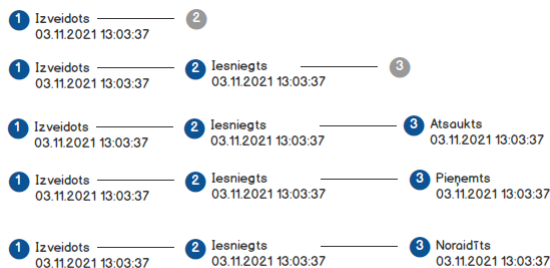 1 Izveidots 2
03.11.2021 13:03:37
1 Izveidots 2 Iesniegts 3
03.11.2021 13:03:37 03.11.2021 13:03:37
1 Izveidots 2 Iesniegts 3 Atsaukts
03.11.2021 13:03:37 03.11.2021 13:03:37 03.11.2021 13:03:37
1 Izveidots 2 Iesniegts 3 Pieņemts
03.11.2021 13:03:37 03.11.2021 13:03:37 03.11.2021 13:03:37
1 Izveidots 2 Iesniegts 3 Noraidīts
03.11.2021 13:03:37 03.11.2021 13:03:37 03.11.2021 13:03:37